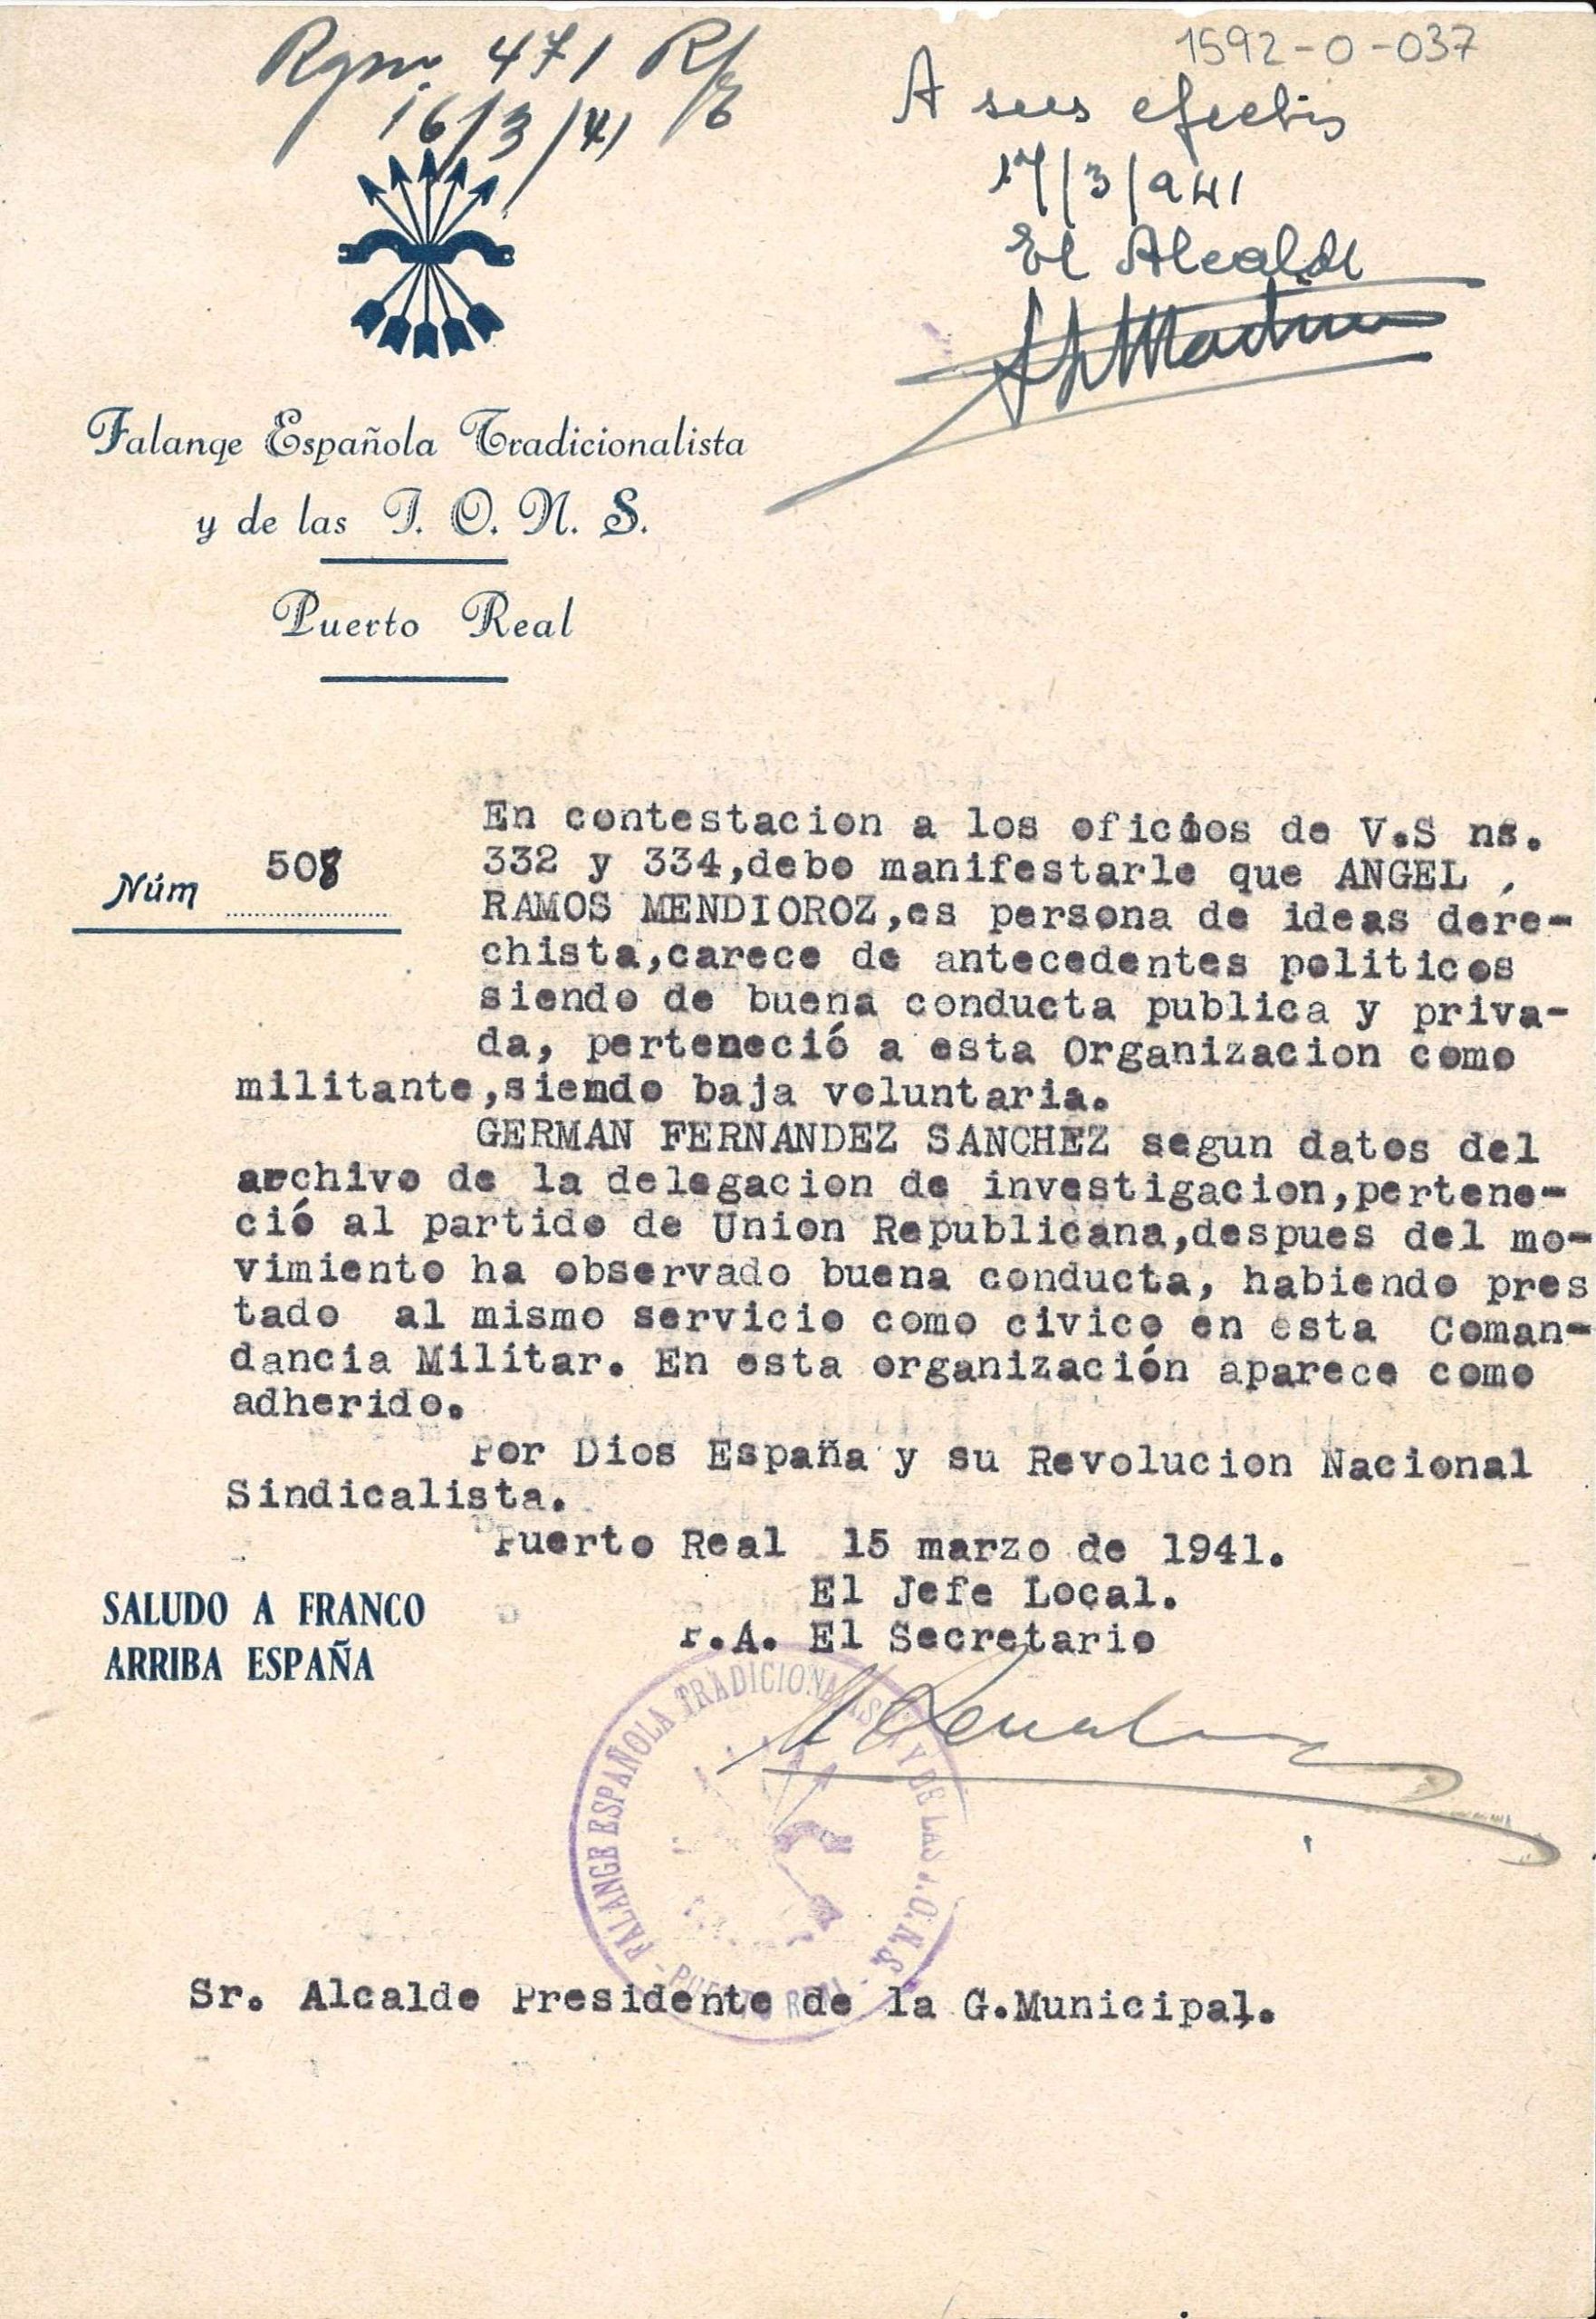 1592-0-037
471
16/3/41
A sus efectos
17/3/941
El Alcalde
Falange Española Tradicionalista
y de las J. O. N. S.
Puerto Real
Núm 508
En contestacion a los oficios de V.S ns.
332 y 334,debo manifestarle que ANGEL ,
RAMOS MENDIOROZ,es persona de ideas dere-
chista,carece de antecedentes politicos
siendo de buena conducta publica y priva-
da, perteneció a esta Organizacion como
militante,siendo baja voluntaria.
GERMAN FERNANDEZ SANCHEZ segun datos del
archivo de la delegacion de investigacion,pertene-
ció al partido de Union Republicana,despues del mo-
vimiento ha observado buena conducta, habiendo pres
tado al mismo servicio como civico en esta Coman-
dancia Militar. En esta organización aparece como
adherido.
Por Dios España y su Revolucion Nacional
Sindicalista.
Puerto Real 15 marzo de 1941.
El Jefe Local.
P.A. El Secretario
SALUDO A FRANCO
ARRIBA ESPAÑA
FALANGE ESPAÑOLA TRADICIONALISTA Y DE LAS J.O.N.S.
- PUERTO REAL -
Sr. Alcalde Presidente de la G.Municipal.